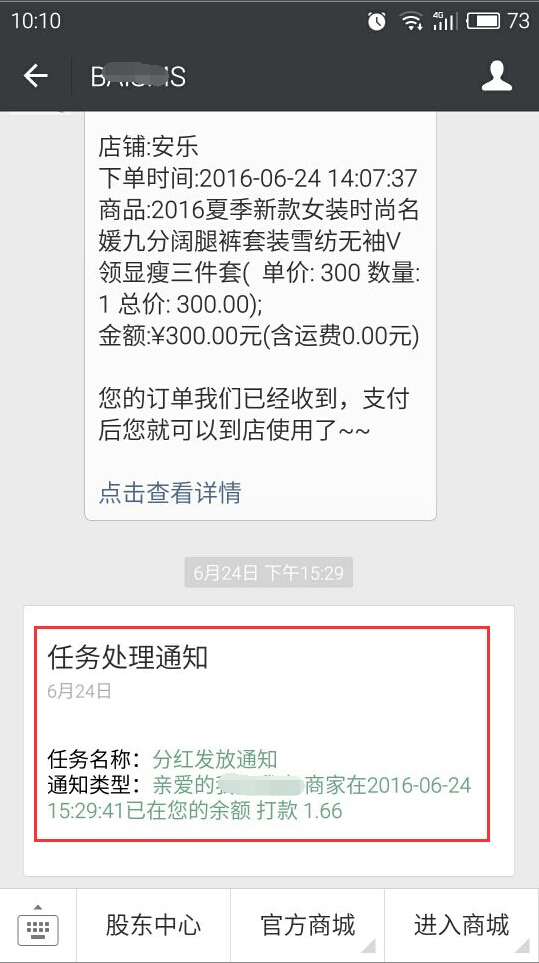 10:10
4G
73
店铺:安乐
下单时间:2016-06-24 14:07:37
商品:2016夏季新款女装时尚名
媛九分阔腿裤套装雪纺无袖V
领显瘦三件套( 单价: 300 数量:
1 总价: 300.00);
金额:¥300.00元(含运费0.00元)
您的订单我们已经收到，支付
后您就可以到店使用了~~
点击查看详情
6月24日 下午15:29
任务处理通知
6月24日
任务名称：分红发放通知
通知类型：亲爱的 商家在2016-06-24
15:29:41已在您的余额 打款 1.66
股东中心
官方商城
进入商城